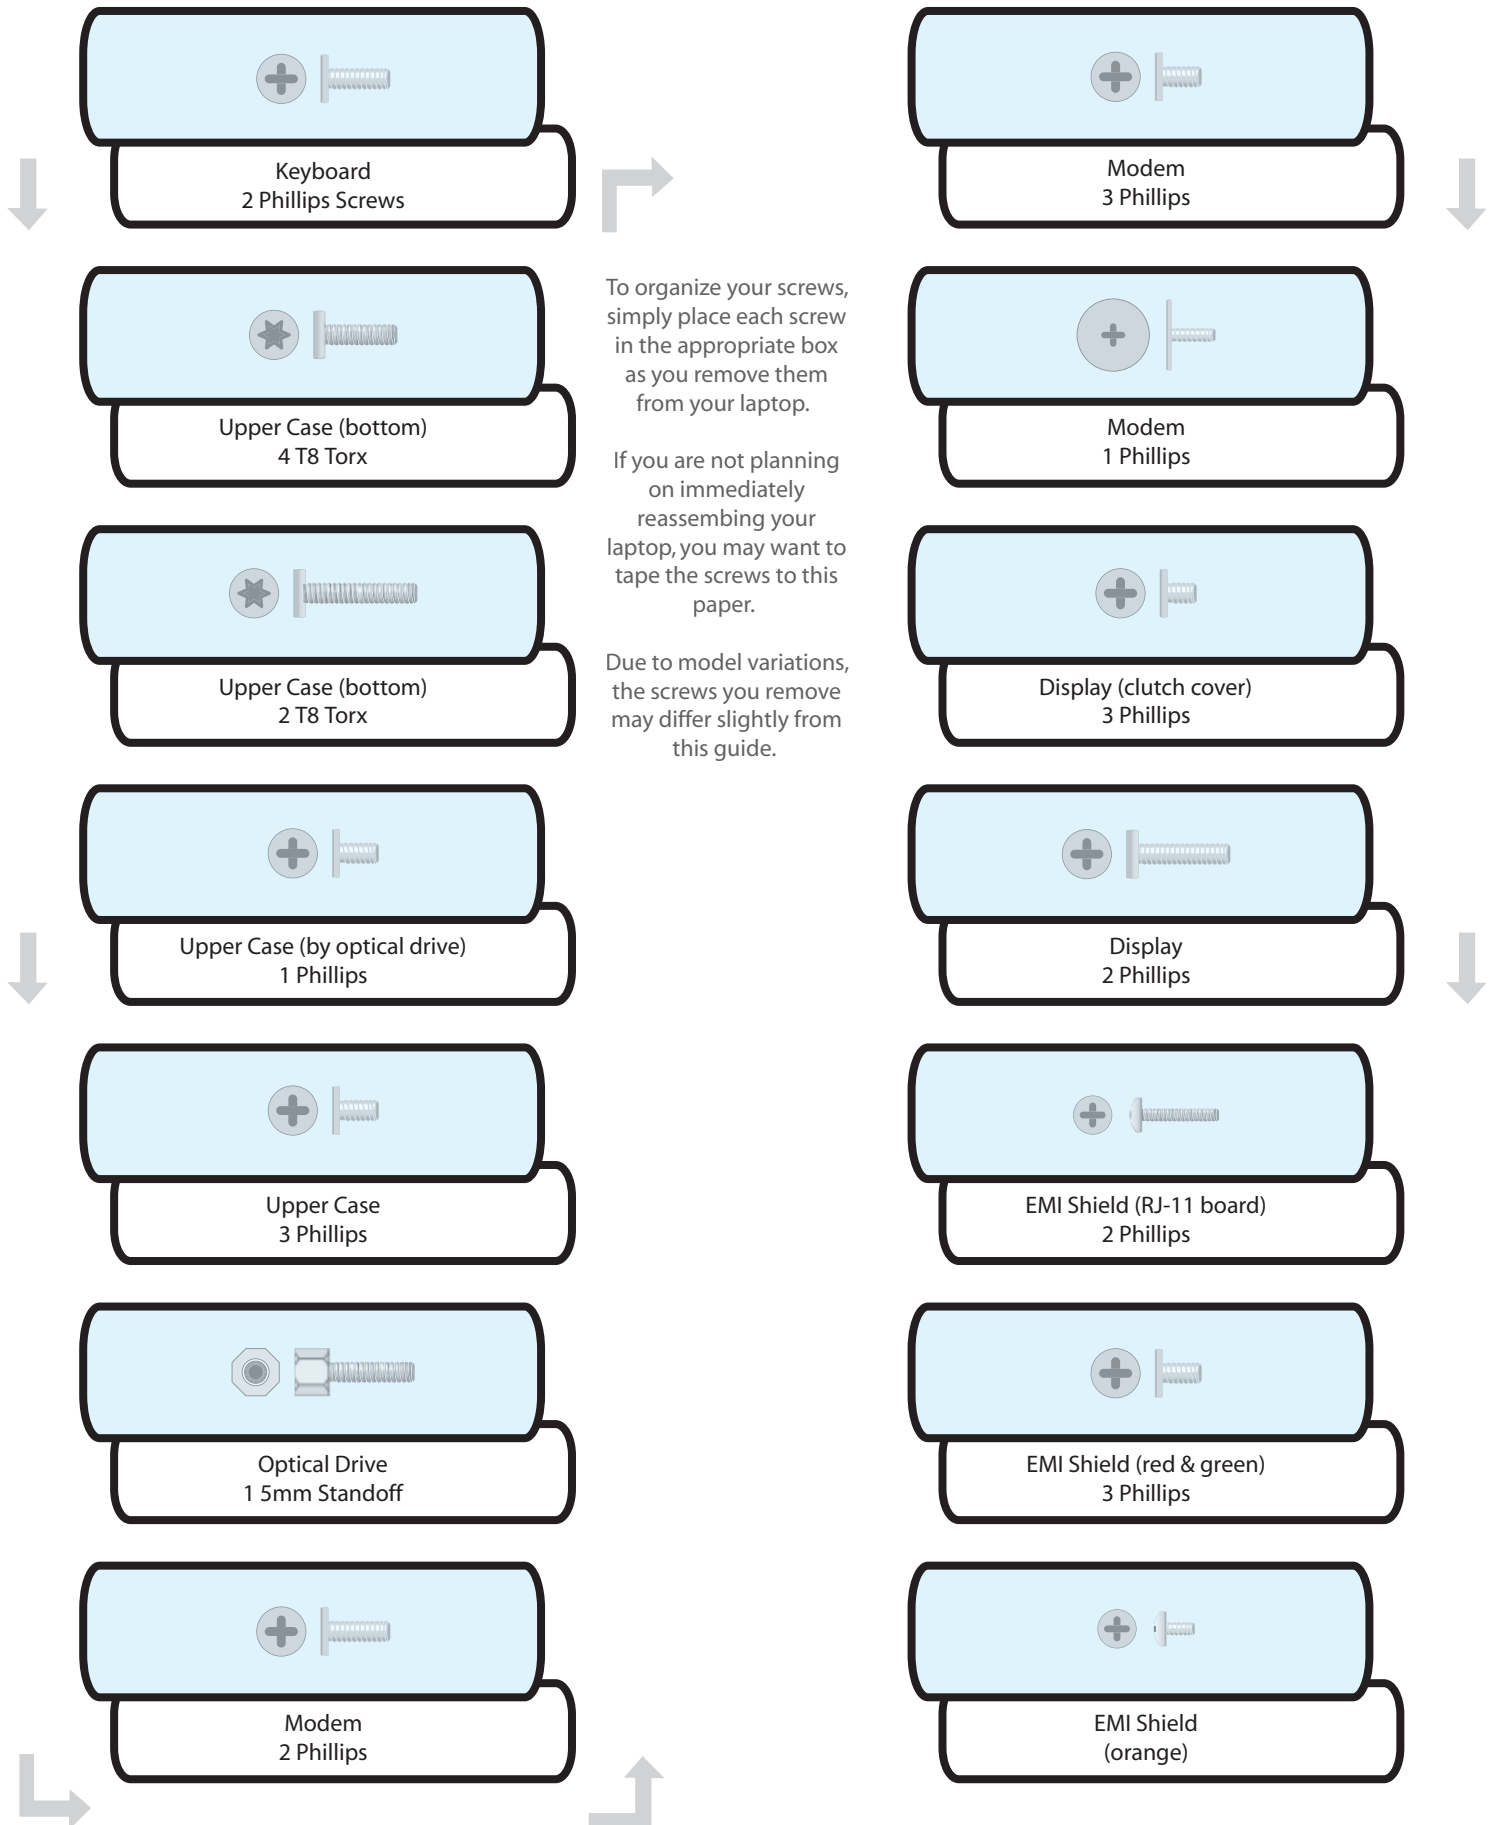 Keyboard
2 Phillips Screws
Upper Case (bottom)
4 T8 Torx
Upper Case (bottom)
2 T8 Torx
Upper Case (by optical drive)
1 Phillips
Upper Case
3 Phillips
Optical Drive
1 5mm Standoff
Modem
2 Phillips
To organize your screws,
simply place each screw
in the appropriate box
as you remove them
from your laptop.
If you are not planning
on immediately
reassembing your
laptop, you may want to
tape the screws to this
paper.
Due to model variations,
the screws you remove
may differ slightly from
this guide.
Modem
3 Phillips
Modem
1 Phillips
Display (clutch cover)
3 Phillips
Display
2 Phillips
EMI Shield (RJ-11 board)
2 Phillips
EMI Shield (red & green)
3 Phillips
EMI Shield
(orange)